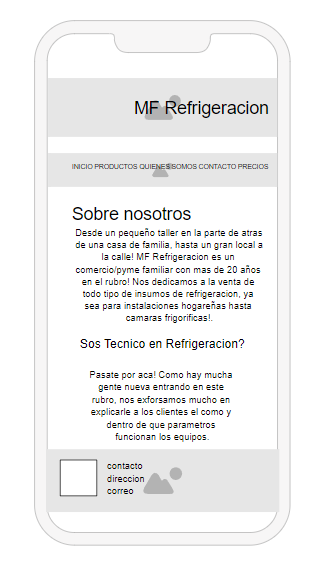 MF Refrigeracion
INICIO PRODUCTOS QUIENES SOMOS CONTACTO PRECIOS
Sobre nosotros
Desde un pequeño taller en la parte de atras
de una casa de familia, hasta un gran local a
la calle! MF Refrigeracion es un
comercio/pyme familiar con mas de 20 años
en el rubro! Nos dedicamos a la venta de
todo tipo de insumos de refrigeracion, ya
sea para instalaciones hogareñas hasta
camaras frigorificas!.
Sos Tecnico en Refrigeracion?
Pasate por aca! Como hay mucha
gente nueva entrando en este
rubro, nos exforsamos mucho en
explicarle a los clientes el como y
dentro de que parametros
funcionan los equipos.
contacto
direccion
correo